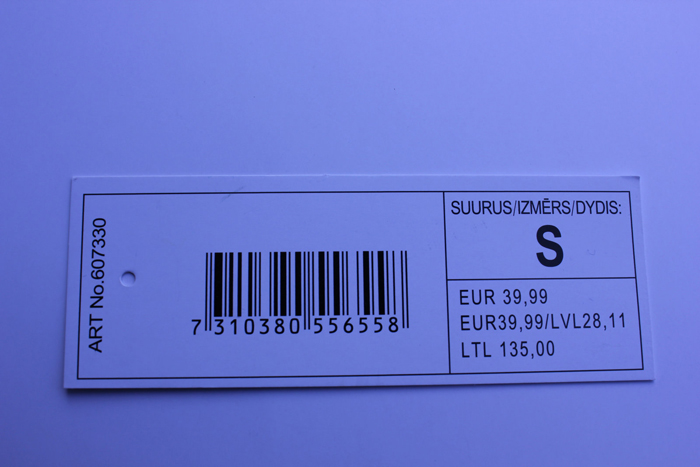 ART No.607330
7 310380 556558
SUURUS/IZMĒRS/DYDIS:
S
EUR 39,99
EUR39,99/LVL28,11
LTL 135,00